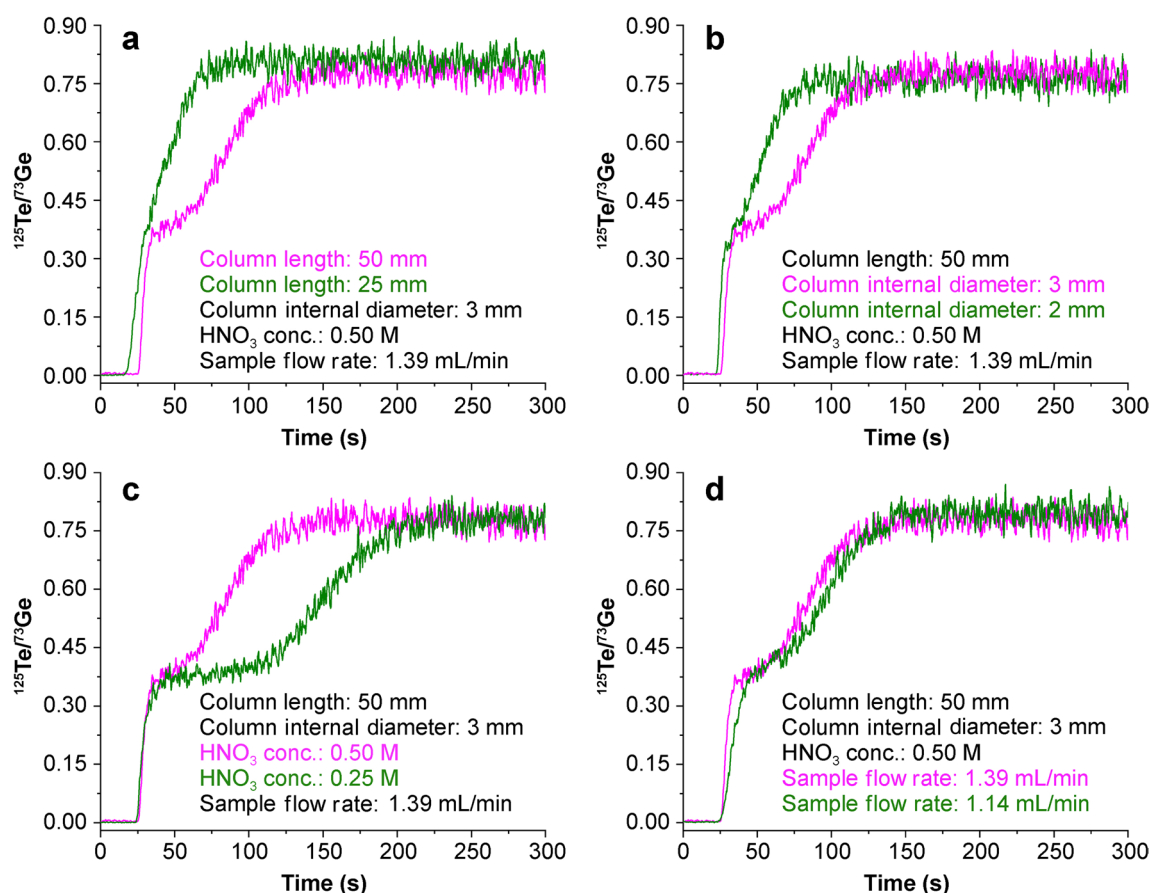 a
0.90
0.75
0.60
0.45
0.30
0.15
0.00
¹²⁵Te/⁷³Ge
Column length: 50 mm
Column length: 25 mm
Column internal diameter: 3 mm
HNO₃ conc.: 0.50 M
Sample flow rate: 1.39 mL/min
0 50 100 150 200 250 300
Time (s)
b
0.90
0.75
0.60
0.45
0.30
0.15
0.00
¹²⁵Te/⁷³Ge
Column length: 50 mm
Column internal diameter: 3 mm
Column internal diameter: 2 mm
HNO₃ conc.: 0.50 M
Sample flow rate: 1.39 mL/min
0 50 100 150 200 250 300
Time (s)
c
0.90
0.75
0.60
0.45
0.30
0.15
0.00
¹²⁵Te/⁷³Ge
Column length: 50 mm
Column internal diameter: 3 mm
HNO₃ conc.: 0.50 M
HNO₃ conc.: 0.25 M
Sample flow rate: 1.39 mL/min
0 50 100 150 200 250 300
Time (s)
d
0.90
0.75
0.60
0.45
0.30
0.15
0.00
¹²⁵Te/⁷³Ge
Column length: 50 mm
Column internal diameter: 3 mm
HNO₃ conc.: 0.50 M
Sample flow rate: 1.39 mL/min
Sample flow rate: 1.14 mL/min
0 50 100 150 200 250 300
Time (s)